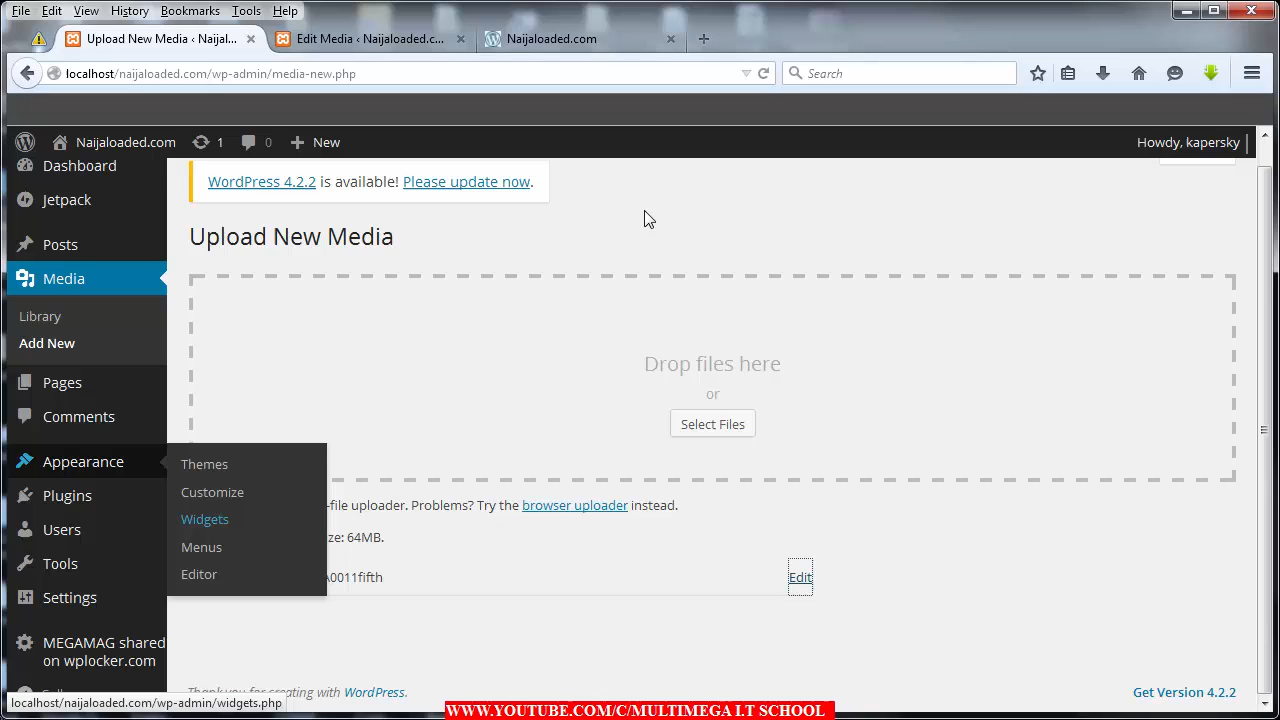 File Edit View History Bookmarks Tools Help
Upload New Media ‹ Naijal... × Edit Media ‹ Naijaloaded.c... × Naijaloaded.com × +
localhost/naijaloaded.com/wp-admin/media-new.php Search
Naijaloaded.com 1 0 + New Howdy, kapersky
Dashboard
Jetpack
Posts
Media
Library
Add New
Pages
Comments
Appearance
Plugins
Users
Tools
Settings
MEGAMAG shared
on wplocker.com
Themes
Customize
Widgets
Menus
Editor
WordPress 4.2.2 is available! Please update now.
Upload New Media
Drop files here
or
Select Files
-file uploader. Problems? Try the browser uploader instead.
ze: 64MB.
A0011fifth Edit
Thank you for creating with WordPress. Get Version 4.2.2
localhost/naijaloaded.com/wp-admin/widgets.php
WWW.YOUTUBE.COM/C/MULTIMEGA I.T SCHOOL